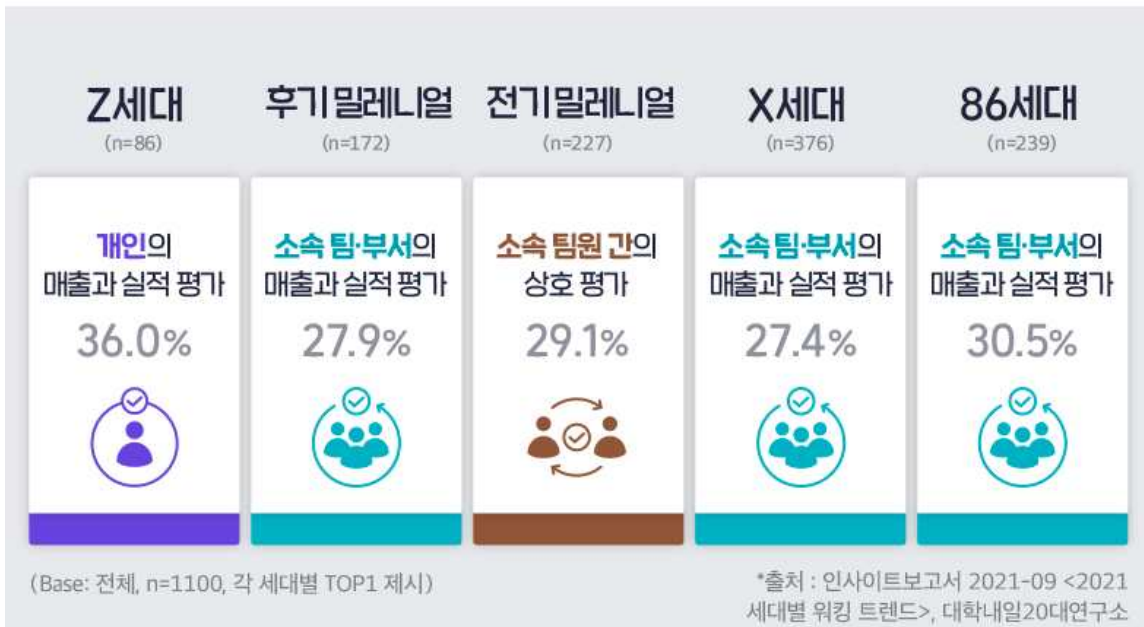 Z세대
(n=86)
후기 밀레니얼
(n=172)
전기 밀레니얼
(n=227)
X세대
(n=376)
86세대
(n=239)
개인의
매출과 실적 평가
36.0%
소속 팀·부서의
매출과 실적 평가
27.9%
소속 팀원 간의
상호 평가
29.1%
소속 팀·부서의
매출과 실적 평가
27.4%
소속 팀·부서의
매출과 실적 평가
30.5%
(Base: 전체, n=1100, 각 세대별 TOP1 제시)
*출처 : 인사이트보고서 2021-09 <2021
세대별 워킹 트렌드>, 대학내일20대연구소